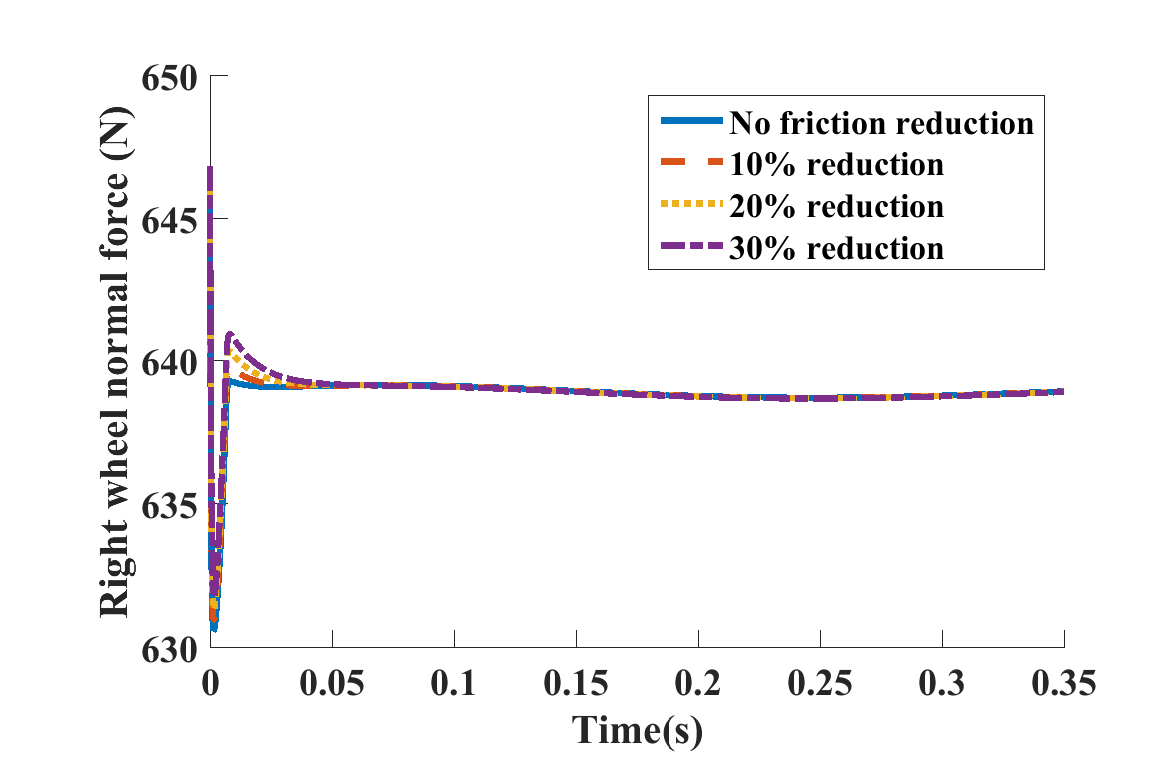 650
645
640
635
630
Right wheel normal force (N)
No friction reduction
10% reduction
20% reduction
30% reduction
0 0.05 0.1 0.15 0.2 0.25 0.3 0.35
Time(s)